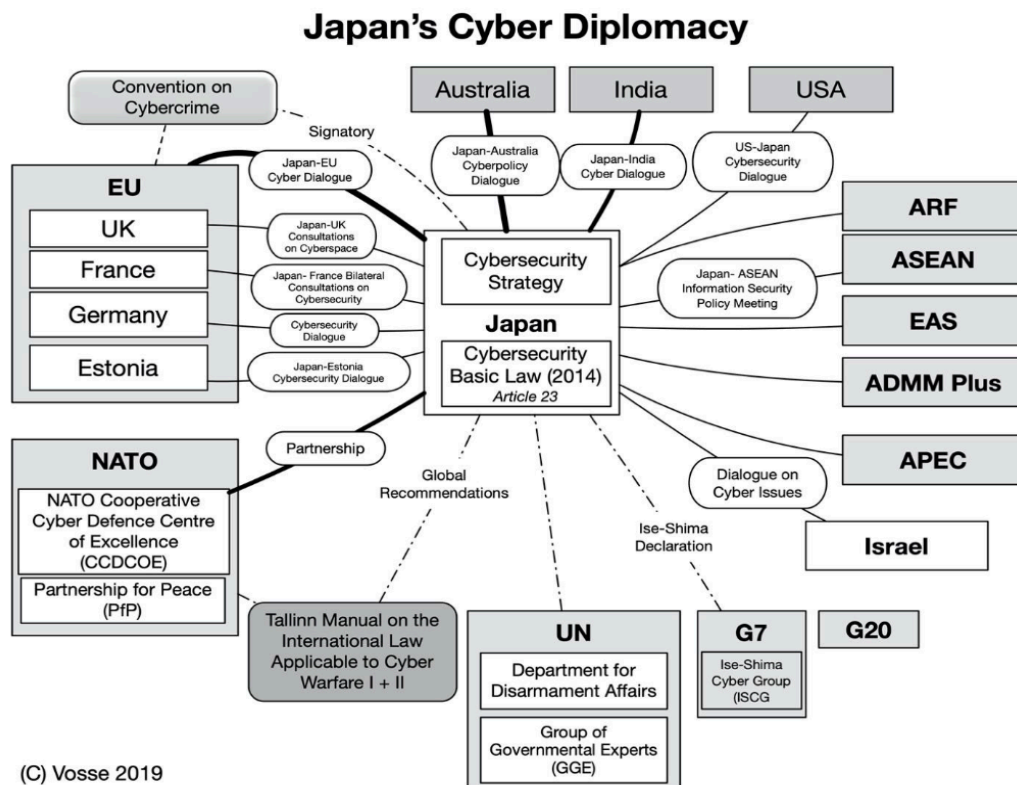 Japan's Cyber Diplomacy
Convention on
Cybercrime
Signatory
Australia
India
USA
Japan-EU
Cyber Dialogue
Japan-Australia
Cyberpolicy
Dialogue
Japan-India
Cyber Dialogue
US-Japan
Cybersecurity
Dialogue
EU
UK
France
Germany
Estonia
Japan-UK
Consultations
on Cyberspace
Japan- France Bilateral
Consultations on
Cybersecurity
Cybersecurity
Dialogue
Japan-Estonia
Cybersecurity Dialogue
Cybersecurity
Strategy
Japan
Cybersecurity
Basic Law (2014)
Article 23
Japan- ASEAN
Information Security
Policy Meeting
ARF
ASEAN
EAS
ADMM Plus
APEC
Dialogue on
Cyber Issues
Israel
Partnership
NATO
NATO Cooperative
Cyber Defence Centre
of Excellence
(CCDCOE)
Partnership for Peace
(PfP)
Global
Recommendations
Ise-Shima
Declaration
Tallinn Manual on the
International Law
Applicable to Cyber
Warfare I + II
UN
Department for
Disarmament Affairs
Group of
Governmental Experts
(GGE)
G7
Ise-Shima
Cyber Group
(ISCG
G20
(C) Vosse 2019